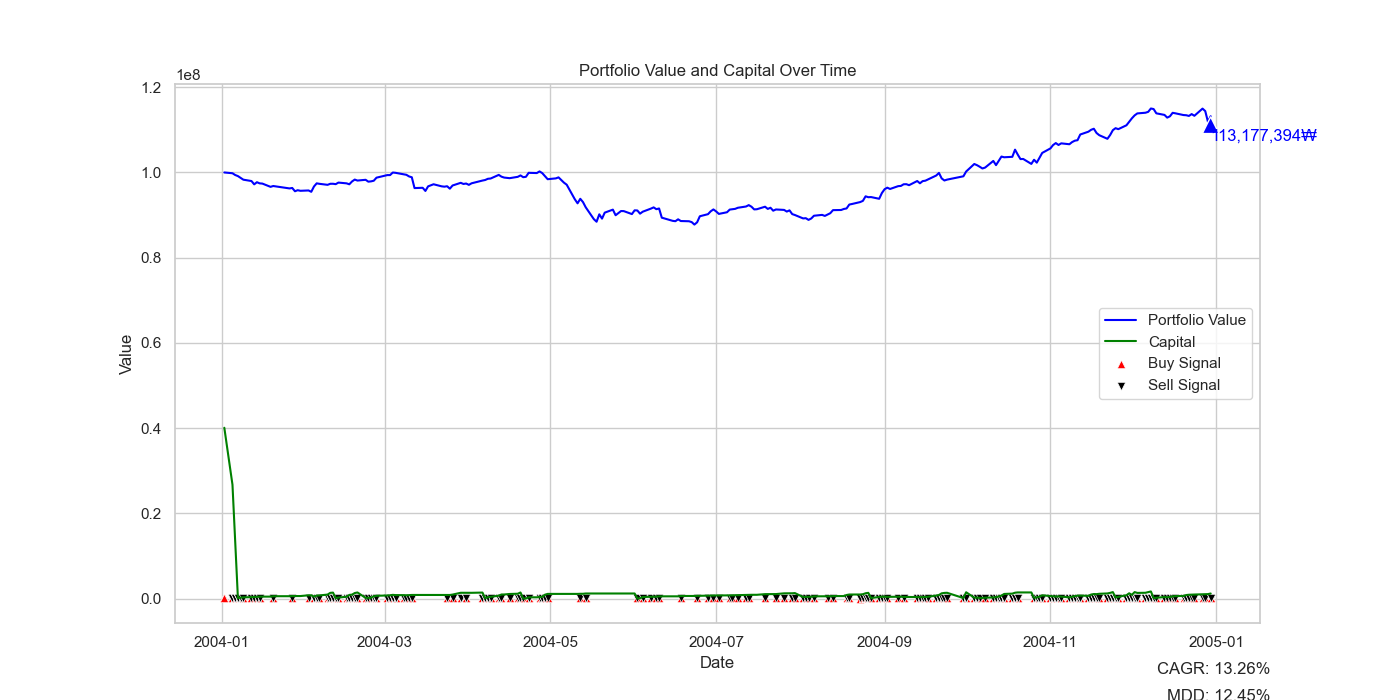 Portfolio Value and Capital Over Time
1e8
1.2
1.0
0.8
0.6
0.4
0.2
0.0
Value
113,177,394₩
Portfolio Value
Capital
Buy Signal
Sell Signal
2004-01
2004-03
2004-05
2004-07
2004-09
2004-11
2005-01
Date
CAGR: 13.26%
MDD: 12.45%